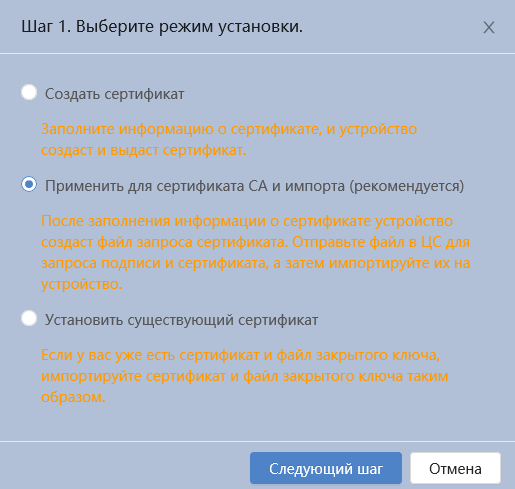 Шаг 1. Выберите режим установки.
Создать сертификат
Заполните информацию о сертификате, и устройство
создаст и выдаст сертификат.
Применить для сертификата CA и импорта (рекомендуется)
После заполнения информации о сертификате устройство
создаст файл запроса сертификата. Отправьте файл в ЦС для
запроса подписи и сертификата, а затем импортируйте их на
устройство.
Установить существующий сертификат
Если у вас уже есть сертификат и файл закрытого ключа,
импортируйте сертификат и файл закрытого ключа таким
образом.
Следующий шаг
Отмена